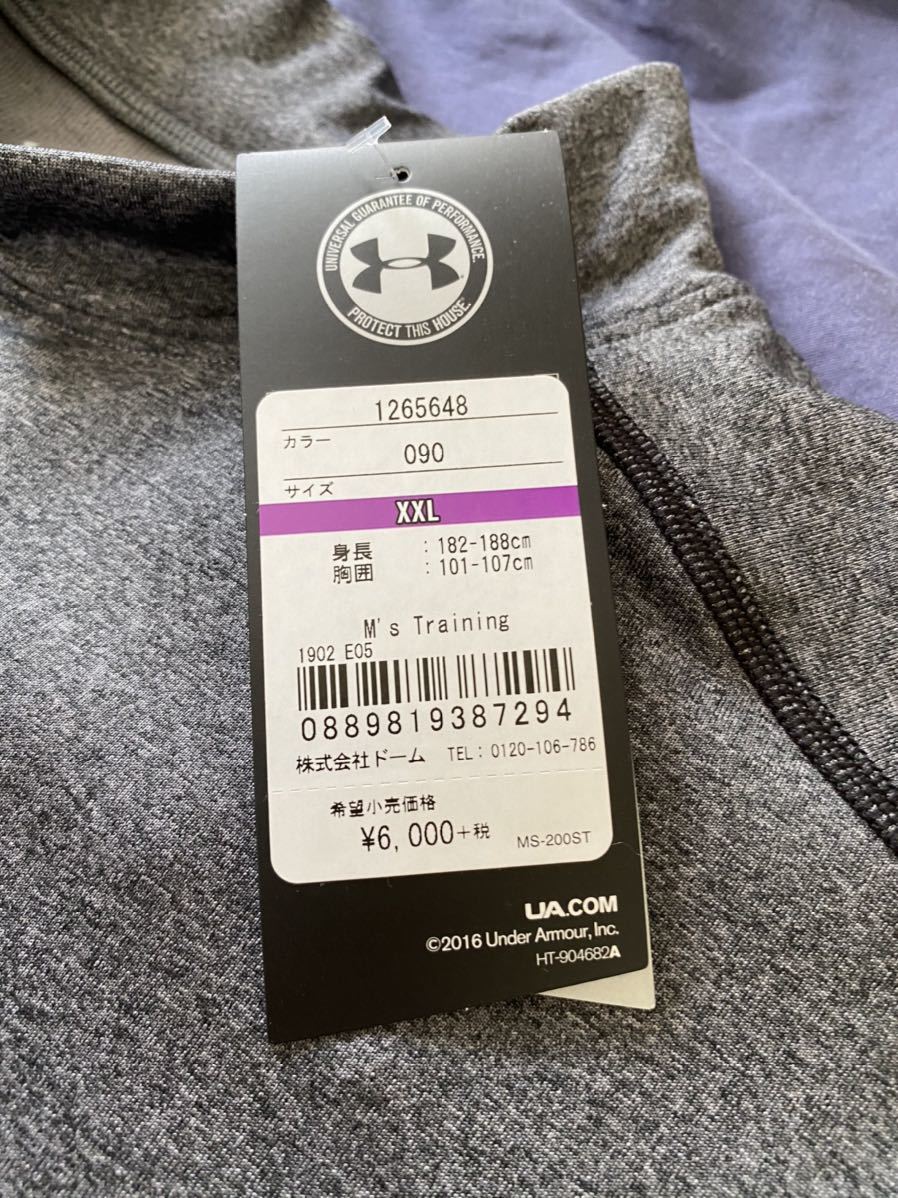 UNIVERSAL GUARANTEE OF PERFORMANCE.
PROTECT THIS HOUSE.
1265648
カラー
090
サイズ
XXL
身長 : 182-188cm
胸囲 : 101-107cm
M's Training
1902 E05
0889819387294
株式会社ドーム TEL: 0120-106-786
希望小売価格
¥6,000+税 MS-200ST
UA.COM
©2016 Under Armour, Inc.
HT-904682A